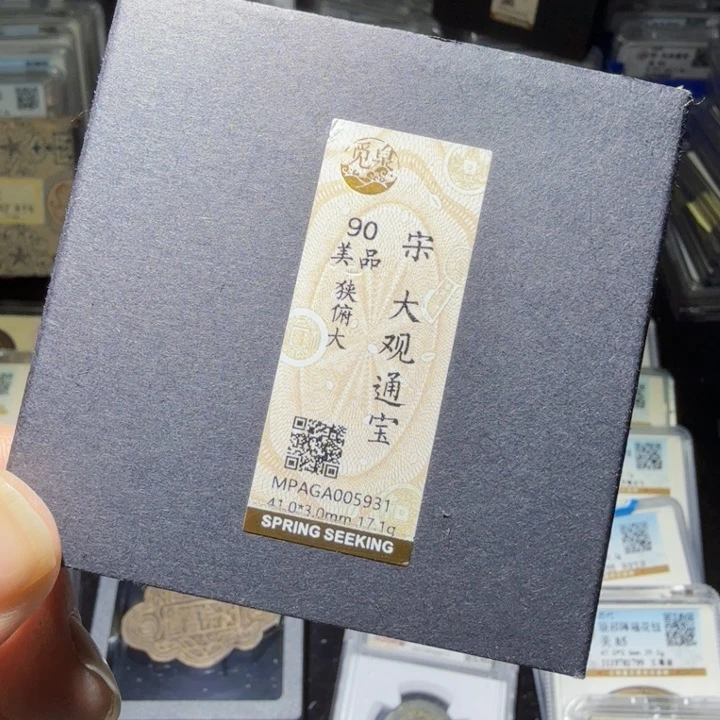 觅泉
宋 大观通宝
90
美品
狭俯大
MPAGA005931
41.0*3.0mm 17.1g
SPRING SEEKING